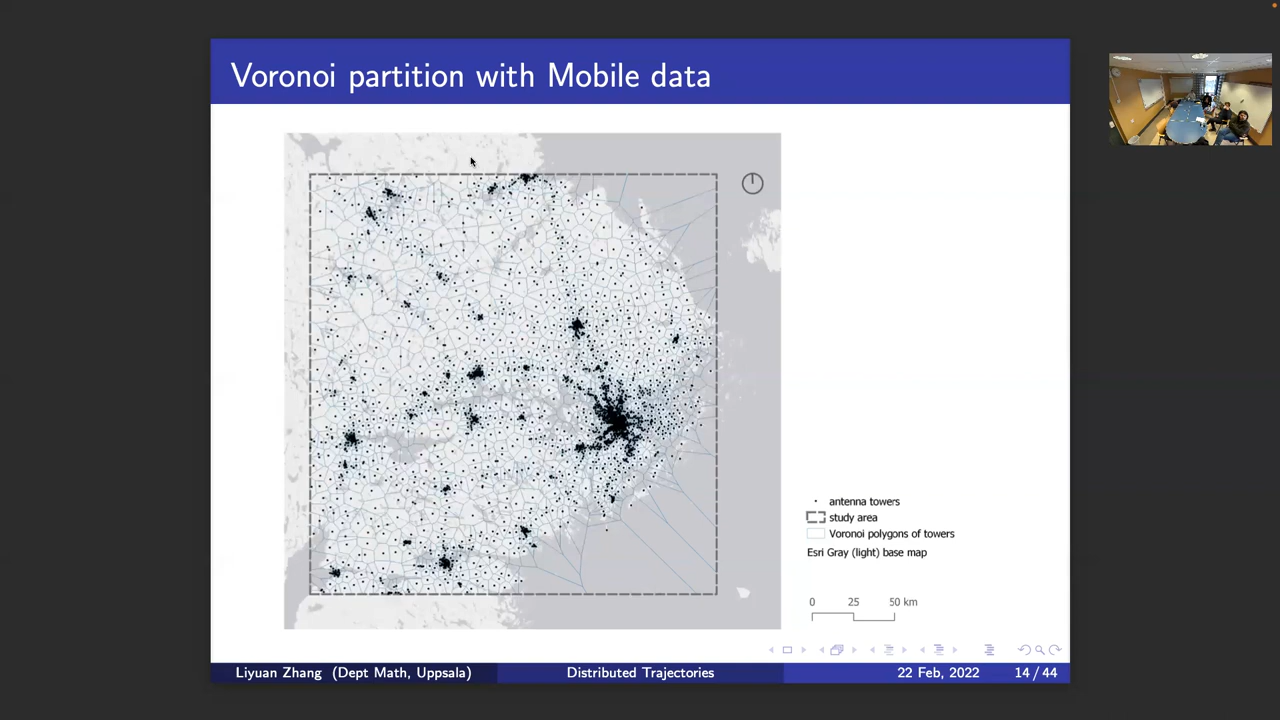 Voronoi partition with Mobile data
antenna towers
study area
Voronoi polygons of towers
Esri Gray (light) base map
0 25 50 km
Liyuan Zhang (Dept Math, Uppsala) Distributed Trajectories 22 Feb, 2022 14 / 44